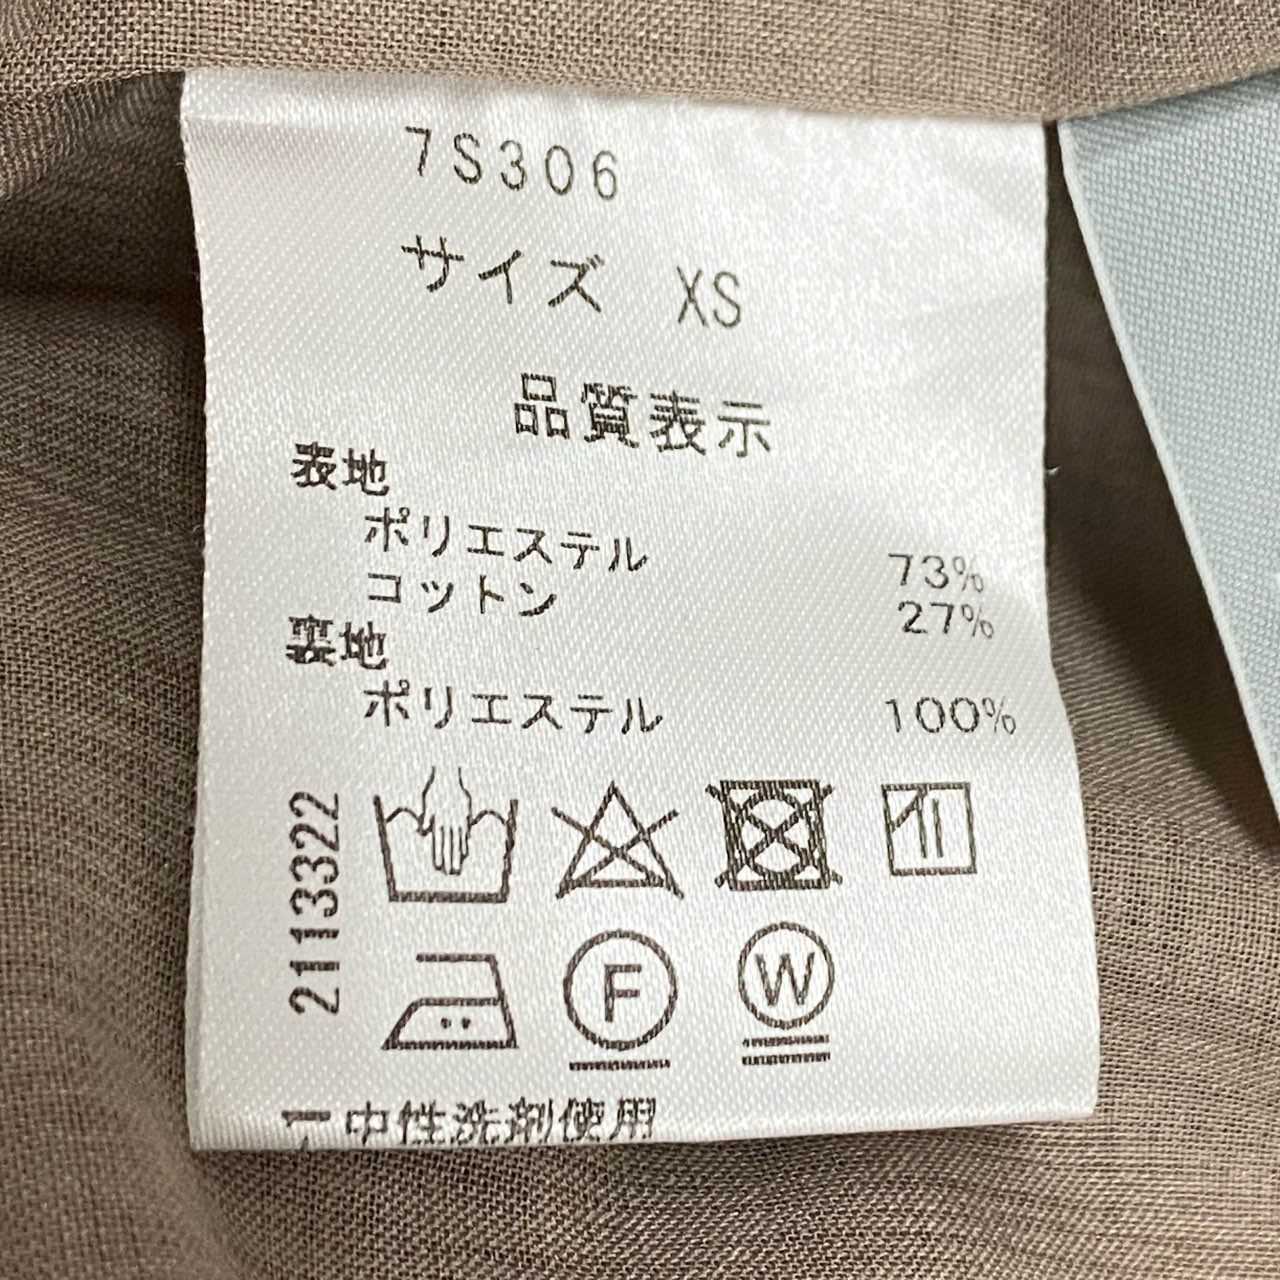 7S306
サイズ XS
品質表示
表地
ポリエステル 73%
コットン 27%
裏地
ポリエステル 100%
2113322
F
W
中性洗剤使用